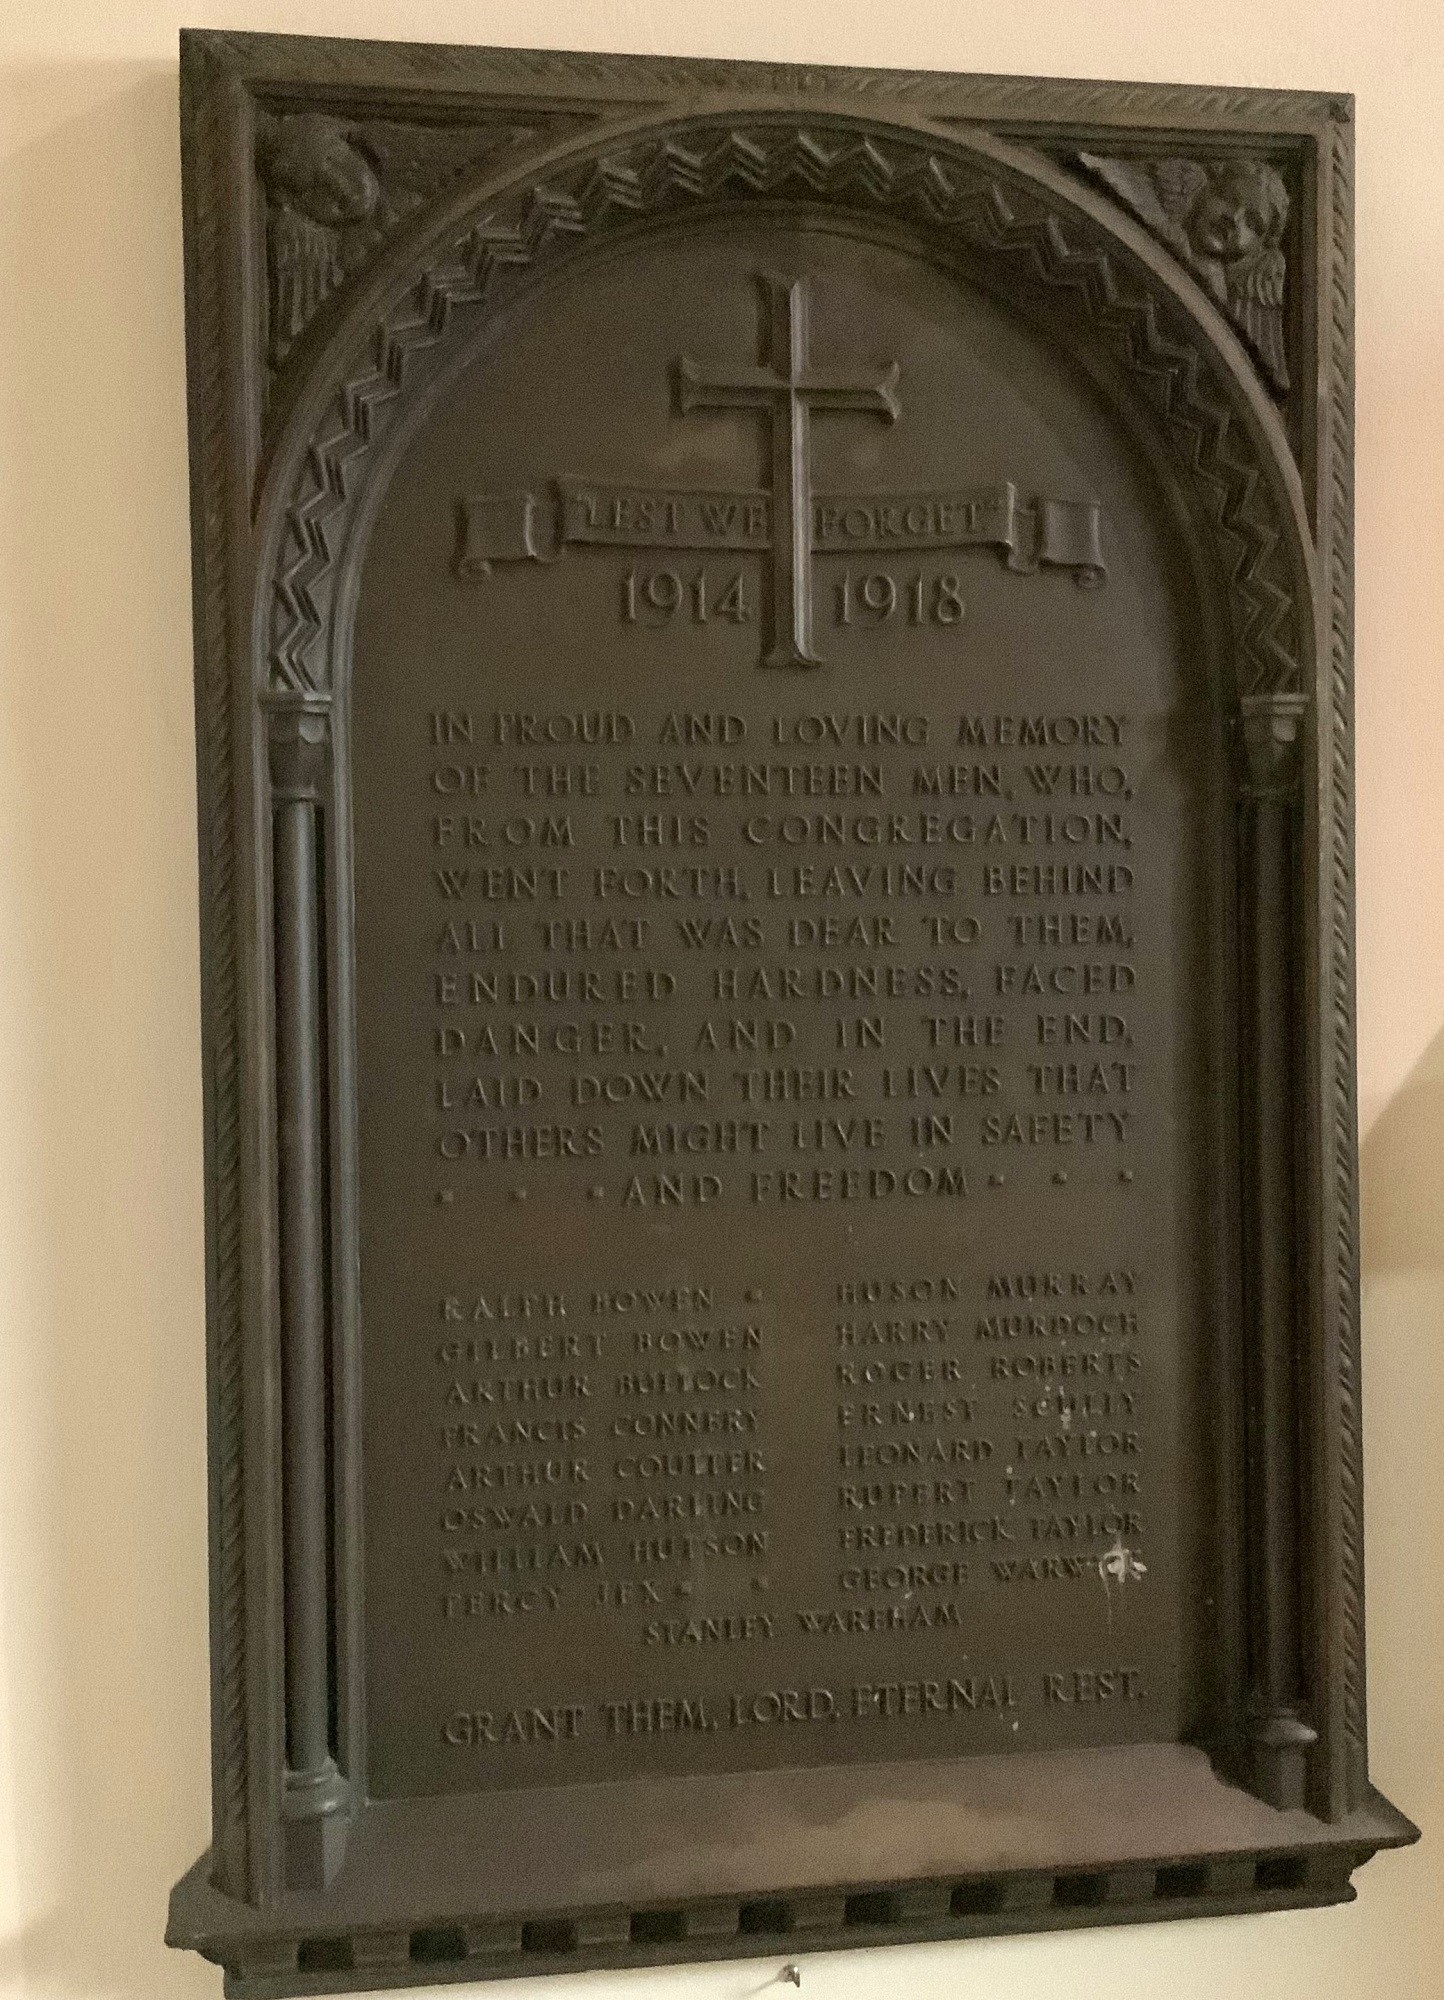 "LEST WE FORGET"
1914 1918
IN PROUD AND LOVING MEMORY
OF THE SEVENTEEN MEN, WHO,
FROM THIS CONGREGATION,
WENT FORTH, LEAVING BEHIND
ALL THAT WAS DEAR TO THEM,
ENDURED HARDNESS, FACED
DANGER, AND IN THE END,
LAID DOWN THEIR LIVES THAT
OTHERS MIGHT LIVE IN SAFETY
AND FREEDOM
RALPH BOWEN
GILBERT BOWEN
ARTHUR BULLOCK
FRANCIS CONNERY
ARTHUR COULTER
OSWALD DARLING
WILLIAM HUTSON
PERCY
HUSON MURRAY
HARRY MURDOCH
ROGER ROBERTS
ERNEST SCULLY
LEONARD TAYLOR
RUPERT TAYLOR
FREDERICK TAYLOR
GEORGE WARWICK
STANLEY WAREHAM
GRANT THEM, LORD, ETERNAL REST.